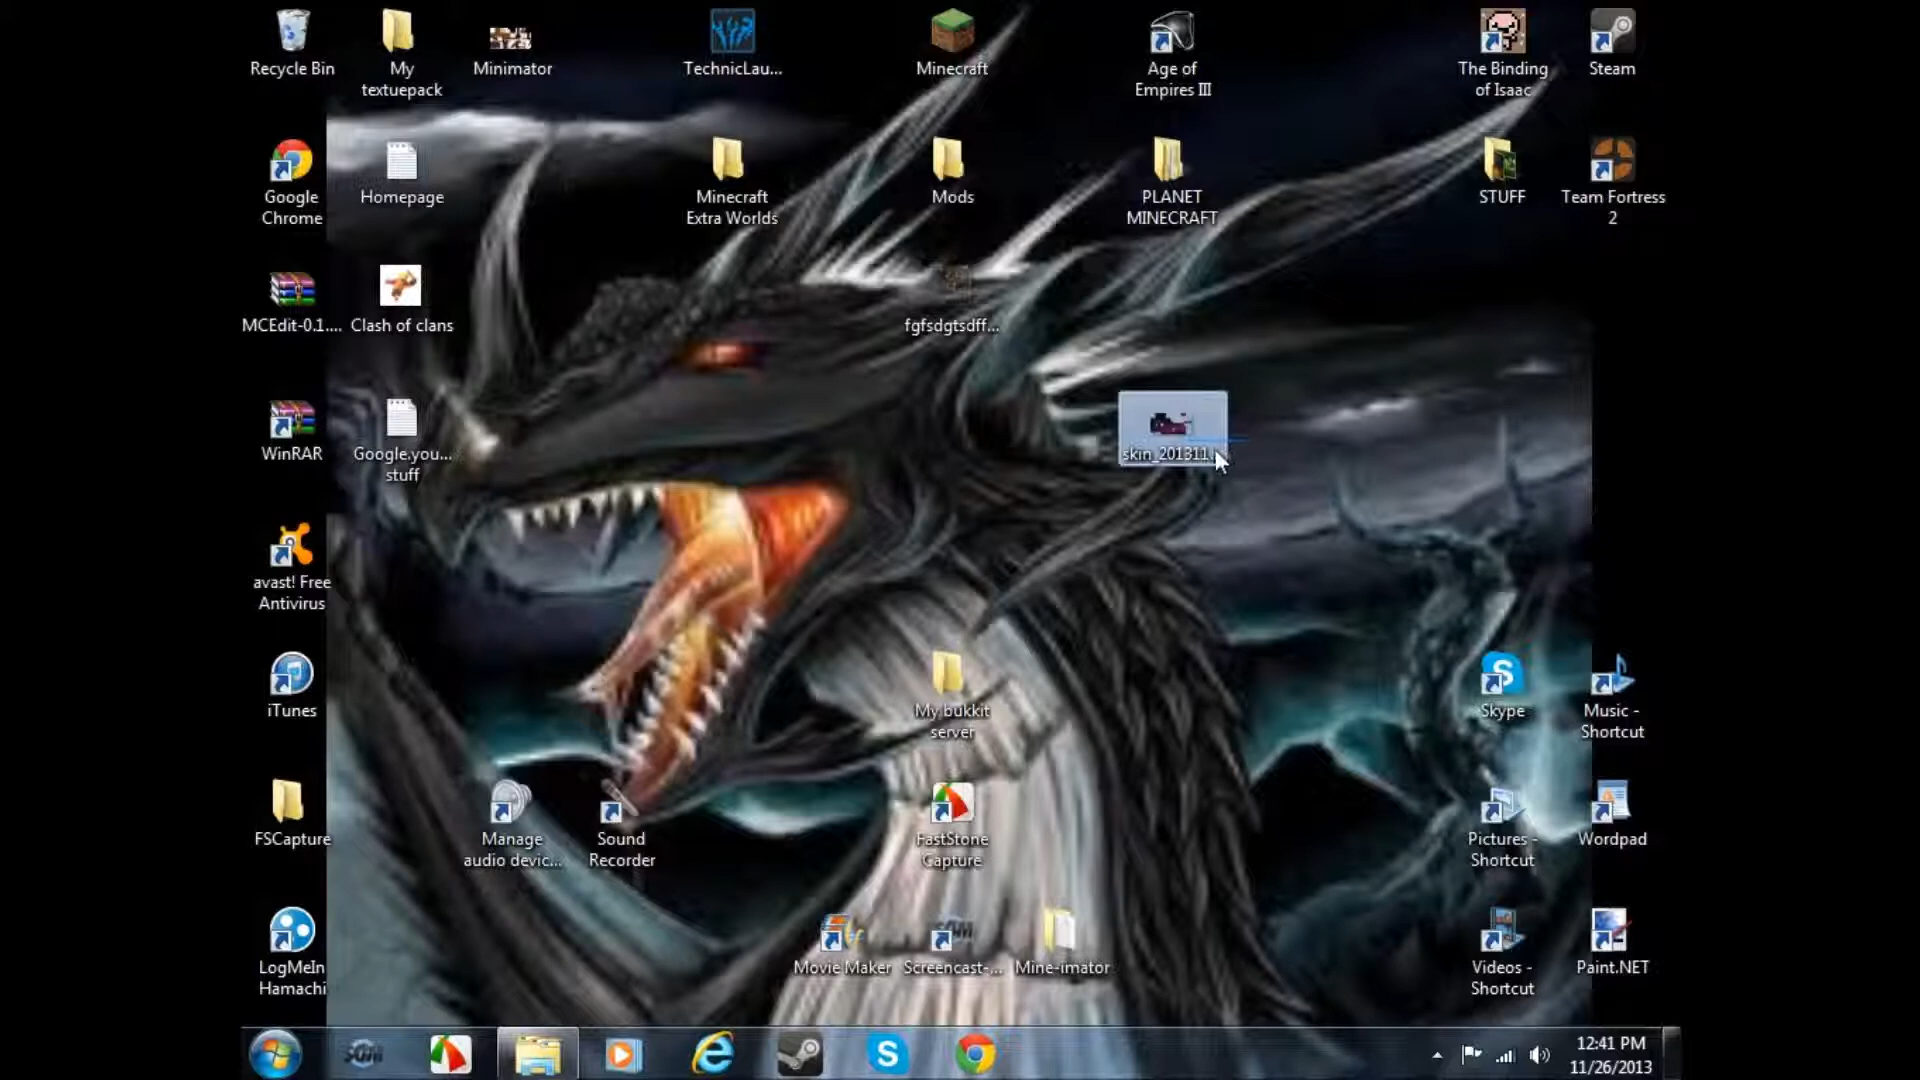 Recycle Bin
My
textuepack
Minimator
TechnicLau...
Minecraft
Age of
Empires III
The Binding
of Isaac
Steam
Google
Chrome
Homepage
Minecraft
Extra Worlds
Mods
PLANET
MINECRAFT
STUFF
Team Fortress
2
MCEdit-0.1....
Clash of clans
fgfsdgtsdff...
WinRAR
Google.you...
stuff
skin_201311...
avast! Free
Antivirus
iTunes
My bukkit
server
Skype
Music -
Shortcut
FSCapture
Manage
audio devic...
Sound
Recorder
FastStone
Capture
Pictures -
Shortcut
Wordpad
LogMeIn
Hamachi
Movie Maker
Screencast-...
Mine-imator
Videos -
Shortcut
Paint.NET
12:41 PM
11/26/2013